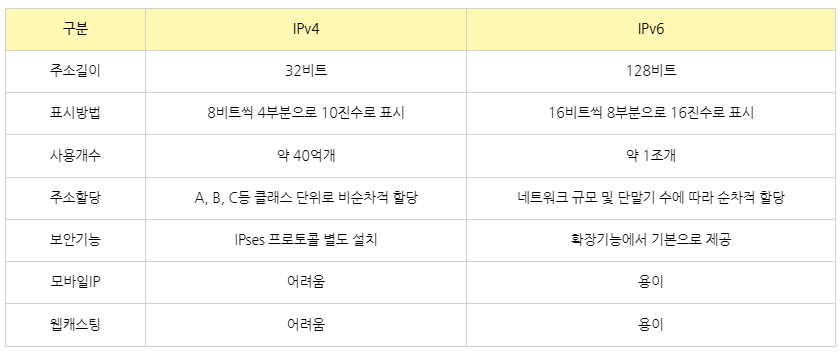 구분 IPv4 IPv6
주소길이 32비트 128비트
표시방법 8비트씩 4부분으로 10진수로 표시 16비트씩 8부분으로 16진수로 표시
사용개수 약 40억개 약 1조개
주소할당 A, B, C등 클래스 단위로 비순차적 할당 네트워크 규모 및 단말기 수에 따라 순차적 할당
보안기능 IPses 프로토콜 별도 설치 확장기능에서 기본으로 제공
모바일IP 어려움 용이
웹캐스팅 어려움 용이